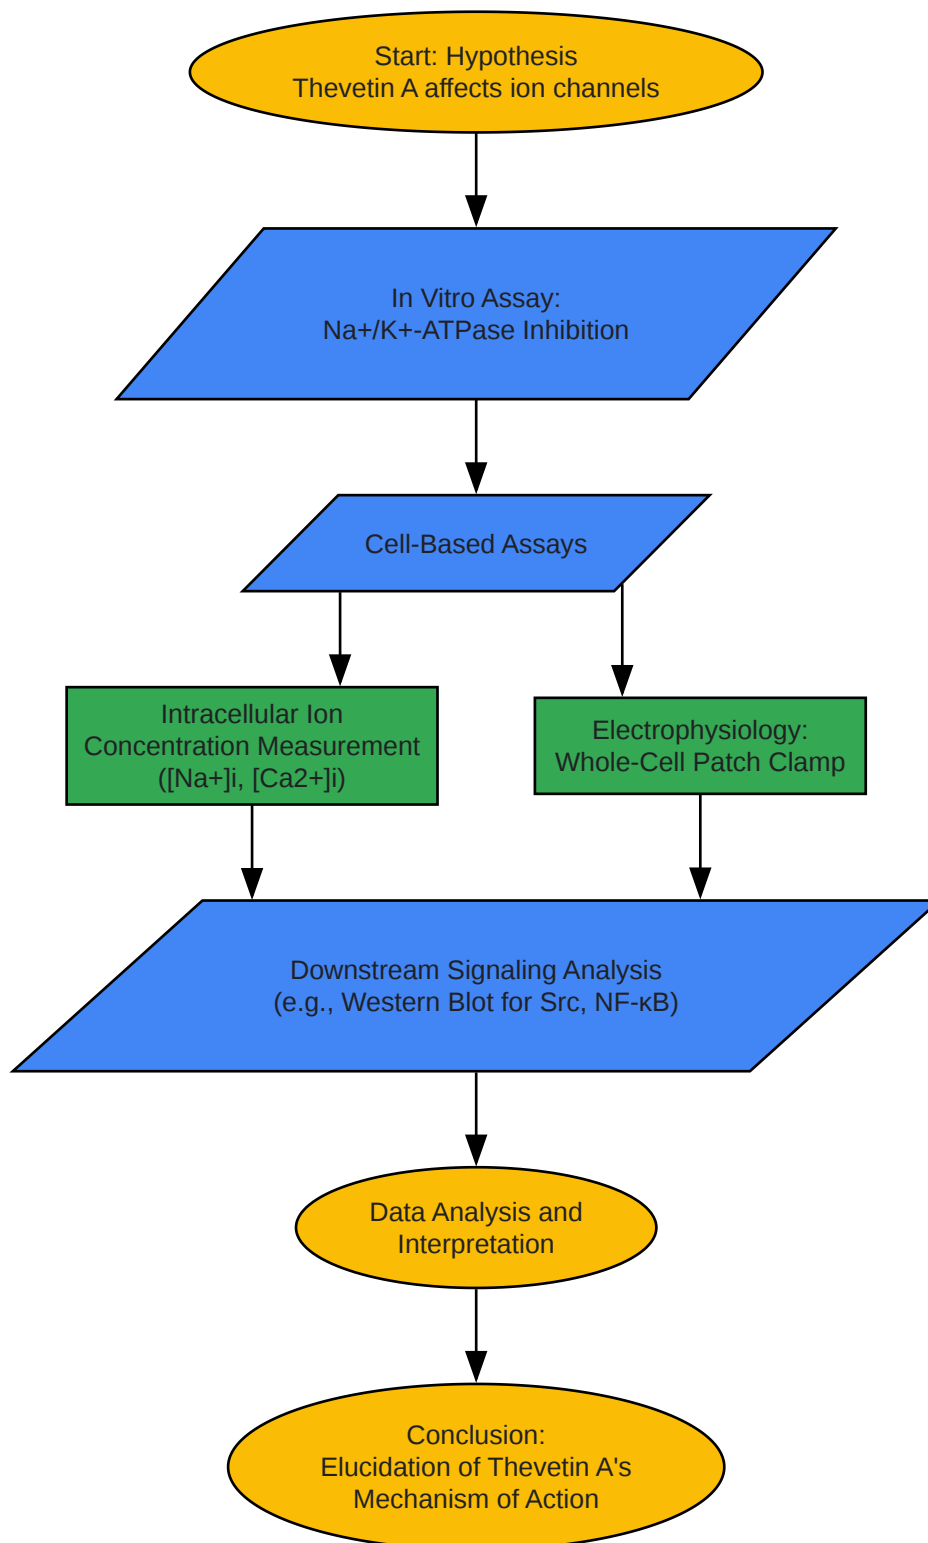 Start: Hypothesis
Thevetin A affects ion channels
In Vitro Assay:
Na+/K+-ATPase Inhibition
Cell-Based Assays
Intracellular Ion
Concentration Measurement
([Na+]i, [Ca2+]i)
Electrophysiology:
Whole-Cell Patch Clamp
Downstream Signaling Analysis
(e.g., Western Blot for Src, NF-κB)
Data Analysis and
Interpretation
Conclusion:
Elucidation of Thevetin A's
Mechanism of Action